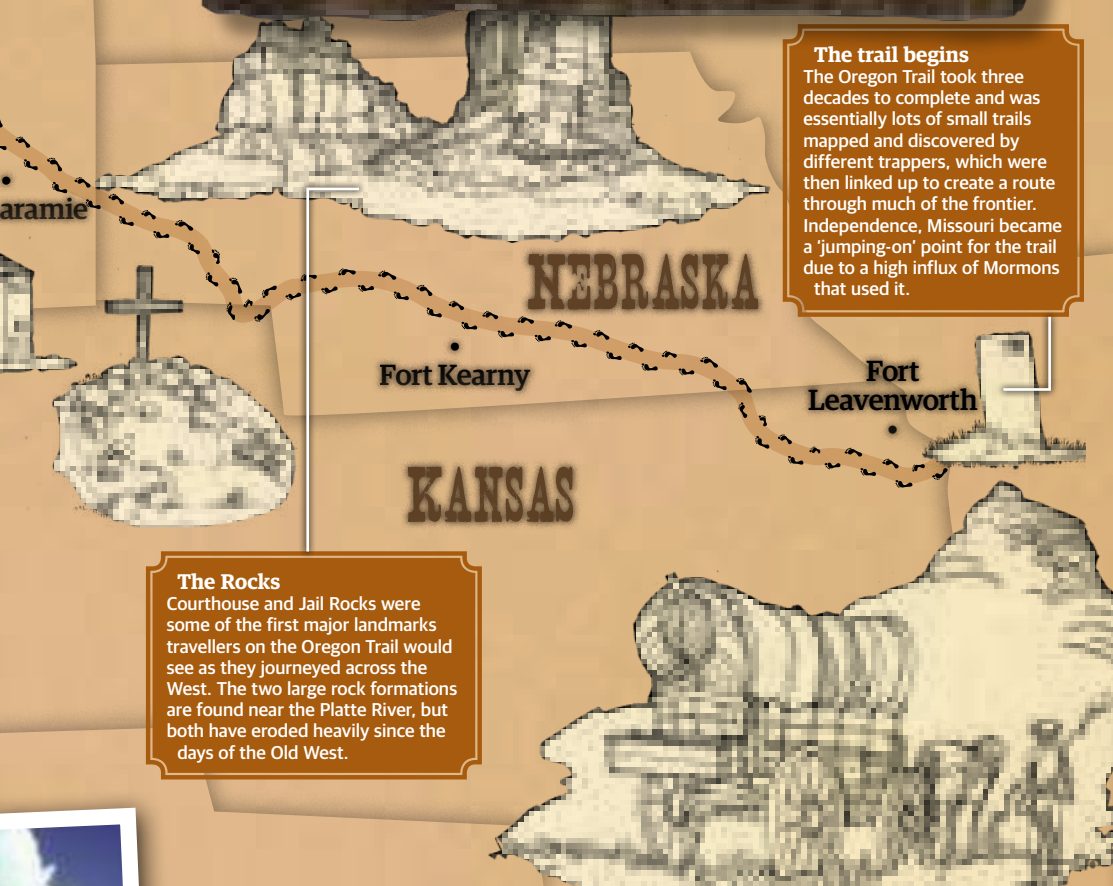 The trail begins
The Oregon Trail took three
decades to complete and was
essentially lots of small trails
mapped and discovered by
different trappers, which were
then linked up to create a route
through much of the frontier.
Independence, Missouri became
a ‘jumping-on’ point for the trail
due to a high influx of Mormons
that used it.
aramie
NEBRASKA
Fort Kearny
Fort
Leavenworth
KANSAS
The Rocks
Courthouse and Jail Rocks were
some of the first major landmarks
travellers on the Oregon Trail would
see as they journeyed across the
West. The two large rock formations
are found near the Platte River, but
both have eroded heavily since the
days of the Old West.